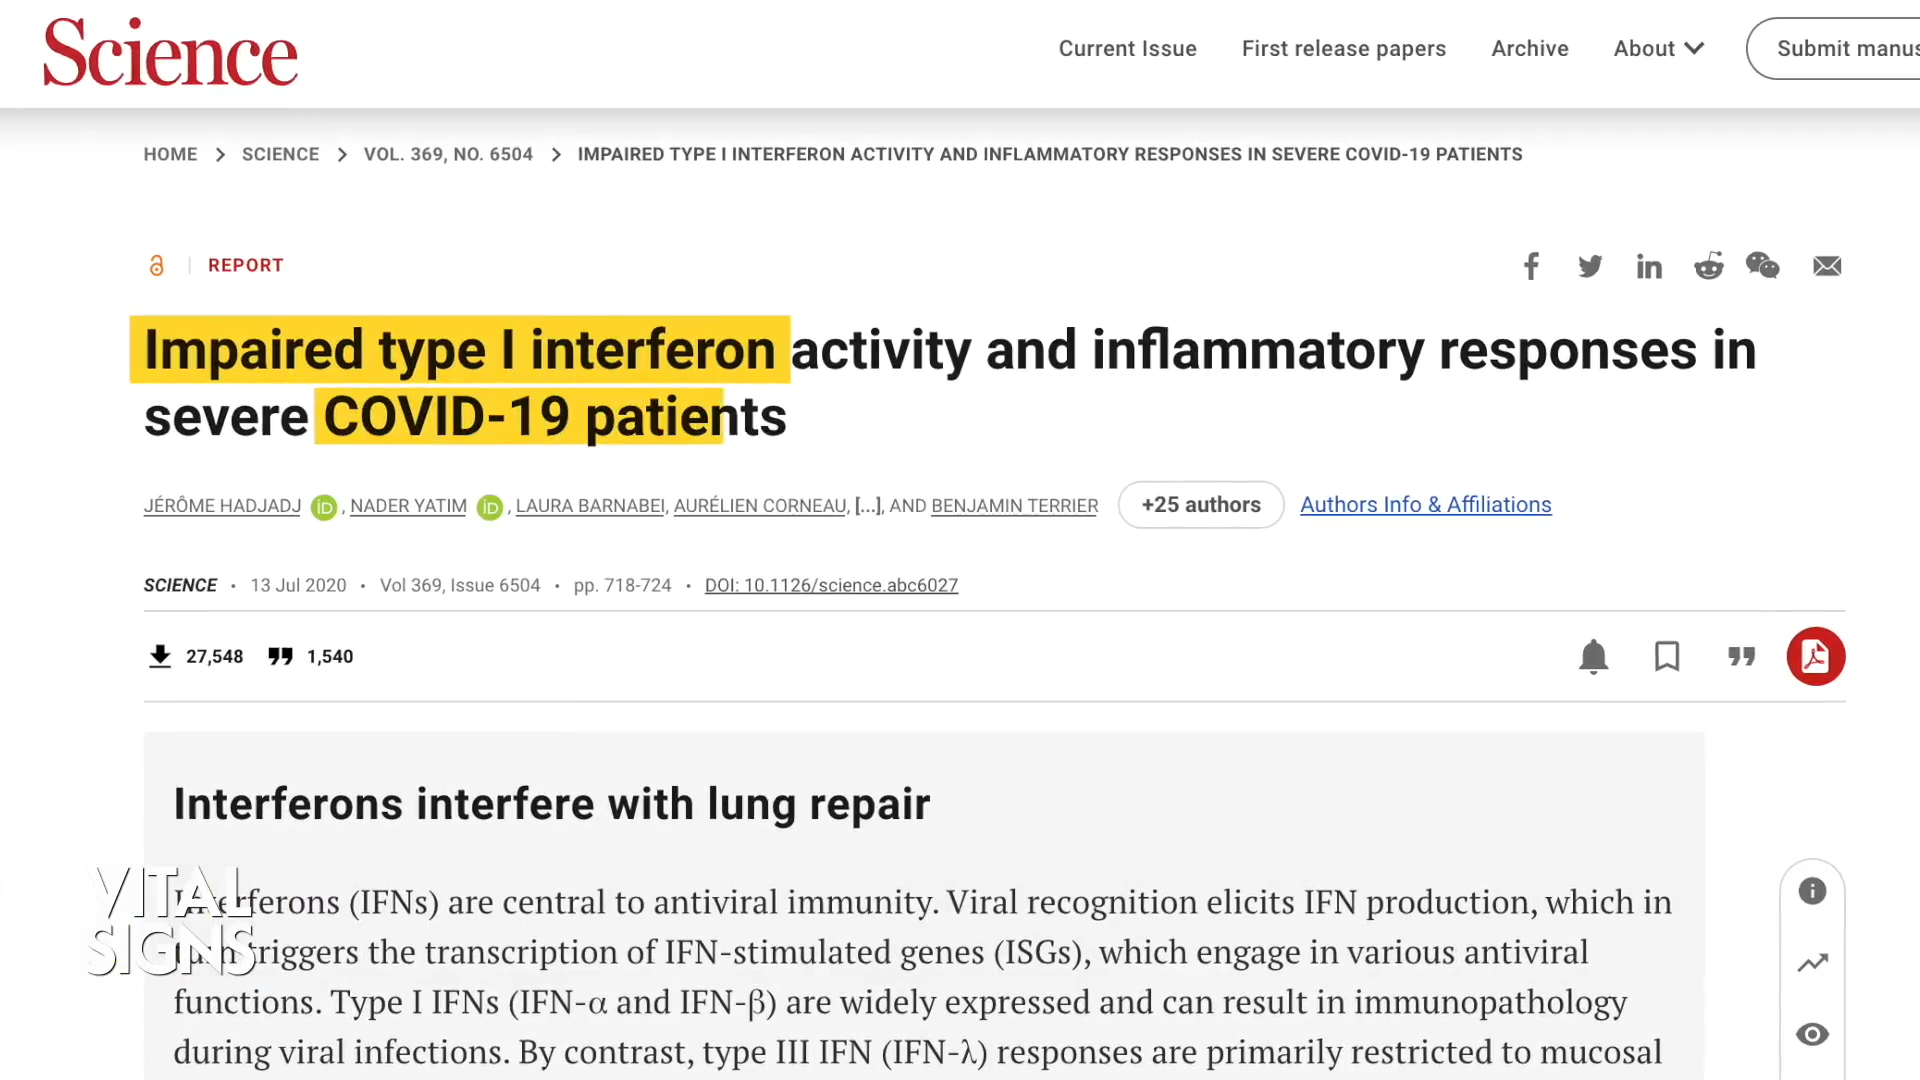 Science
Current Issue First release papers Archive About Submit manus
HOME SCIENCE VOL. 369, NO. 6504 IMPAIRED TYPE I INTERFERON ACTIVITY AND INFLAMMATORY RESPONSES IN SEVERE COVID-19 PATIENTS
REPORT
Impaired type I interferon activity and inflammatory responses in
severe COVID-19 patients
JÉRÔME HADJADJ iD, NADER YATIM iD, LAURA BARNABEI, AURÉLIEN CORNEAU, [...], AND BENJAMIN TERRIER +25 authors Authors Info & Affiliations
SCIENCE · 13 Jul 2020 · Vol 369, Issue 6504 · pp. 718-724 · DOI: 10.1126/science.abc6027
27,548 1,540
Interferons interfere with lung repair
Interferons (IFNs) are central to antiviral immunity. Viral recognition elicits IFN production, which in
turn triggers the transcription of IFN-stimulated genes (ISGs), which engage in various antiviral
functions. Type I IFNs (IFN-α and IFN-β) are widely expressed and can result in immunopathology
during viral infections. By contrast, type III IFN (IFN-λ) responses are primarily restricted to mucosal
VITAL
SIGNS